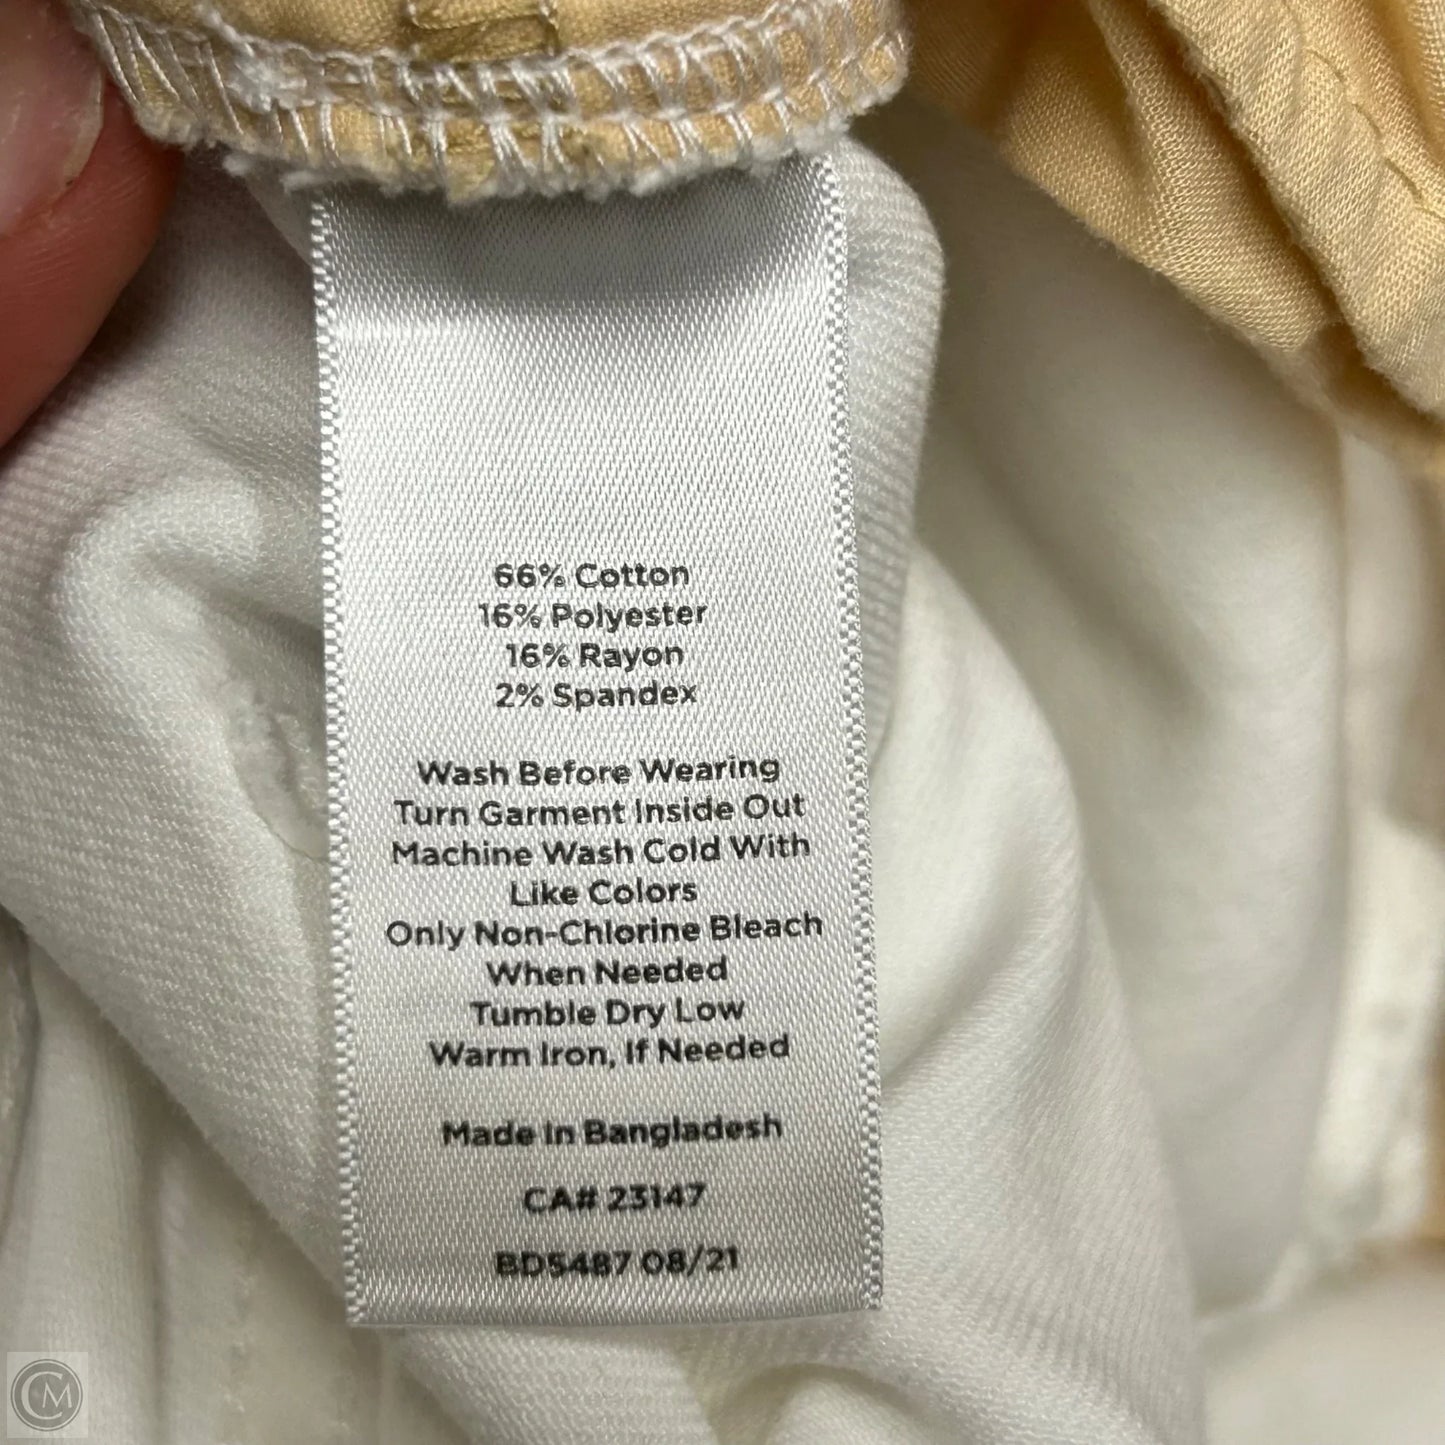 66% Cotton
16% Polyester
16% Rayon
2% Spandex
Wash Before Wearing
Turn Garment Inside Out
Machine Wash Cold With
Like Colors
Only Non-Chlorine Bleach
When Needed
Tumble Dry Low
Warm Iron, If Needed
Made In Bangladesh
CA# 23147
BD5487 08/21
CM